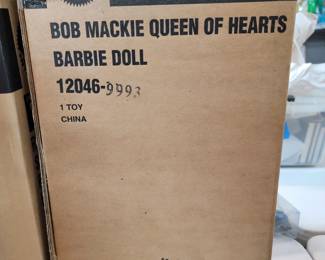 BOB MACKIE QUEEN OF HEARTS
BARBIE DOLL
12046-9993
1 TOY
CHINA